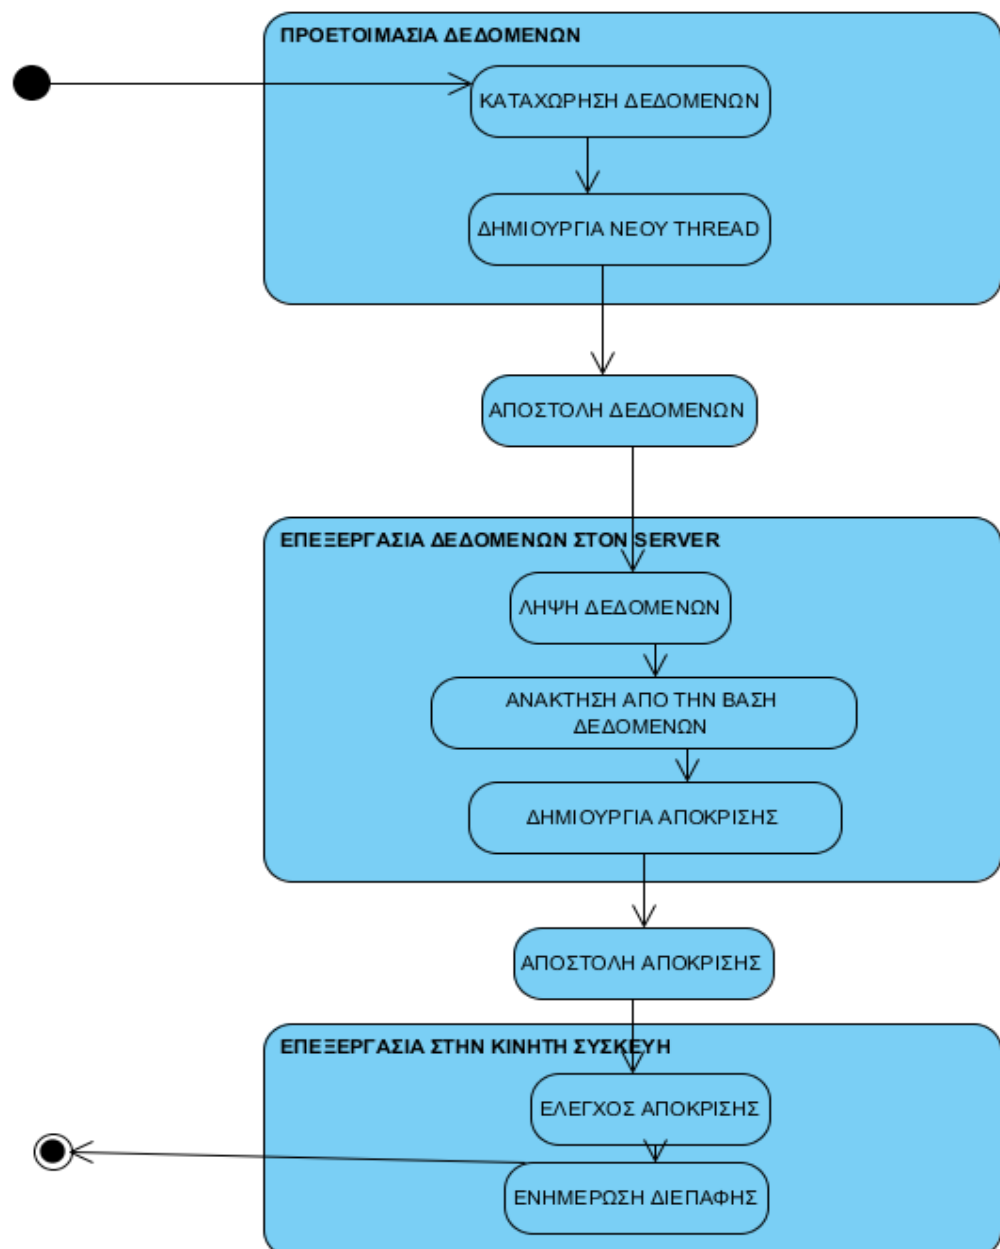 ΠΡΟΕΤΟΙΜΑΣΙΑ ΔΕΔΟΜΕΝΩΝ
ΚΑΤΑΧΩΡΗΣΗ ΔΕΔΟΜΕΝΩΝ
ΔΗΜΙΟΥΡΓΙΑ ΝΕΟΥ THREAD
ΑΠΟΣΤΟΛΗ ΔΕΔΟΜΕΝΩΝ
ΕΠΕΞΕΡΓΑΣΙΑ ΔΕΔΟΜΕΝΩΝ ΣΤΟΝ SERVER
ΛΗΨΗ ΔΕΔΟΜΕΝΩΝ
ΑΝΑΚΤΗΣΗ ΑΠΟ ΤΗΝ ΒΑΣΗ
ΔΕΔΟΜΕΝΩΝ
ΔΗΜΙΟΥΡΓΙΑ ΑΠΟΚΡΙΣΗΣ
ΑΠΟΣΤΟΛΗ ΑΠΟΚΡΙΣΗΣ
ΕΠΕΞΕΡΓΑΣΙΑ ΣΤΗΝ ΚΙΝΗΤΗ ΣΥΣΚΕΥΗ
ΕΛΕΓΧΟΣ ΑΠΟΚΡΙΣΗΣ
ΕΝΗΜΕΡΩΣΗ ΔΙΕΠΑΦΗΣ